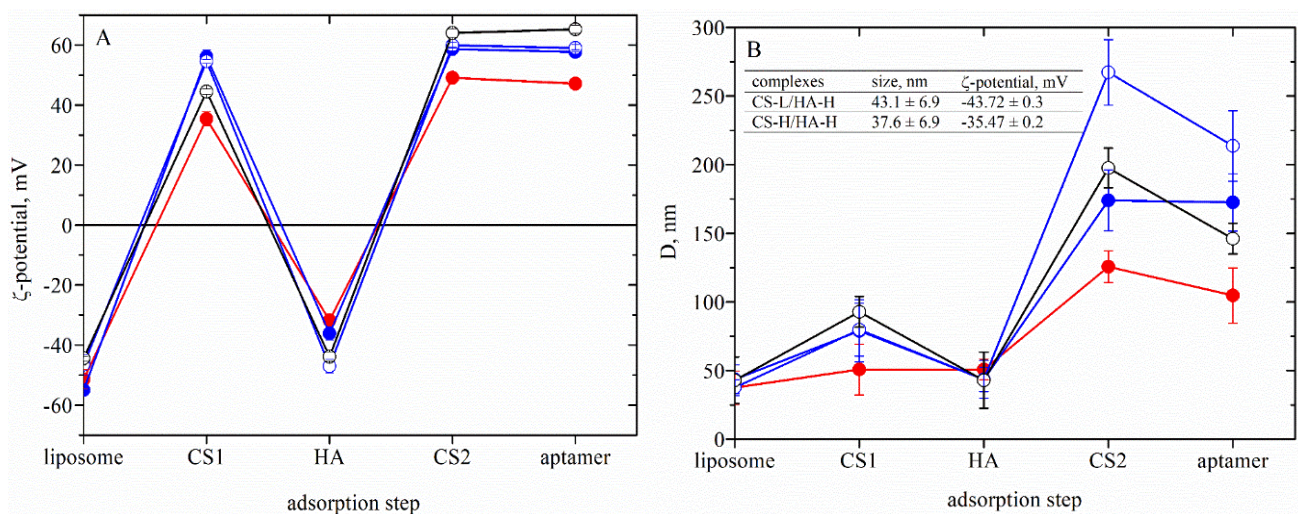 A
60
40
20
0
-20
-40
-60
ζ-potential, mV
liposome CS1 HA CS2 aptamer
adsorption step
B
300
250
200
150
100
50
0
D, nm
complexes size, nm ζ-potential, mV
CS-L/HA-H 43.1 ± 6.9 -43.72 ± 0.3
CS-H/HA-H 37.6 ± 6.9 -35.47 ± 0.2
liposome CS1 HA CS2 aptamer
adsorption step